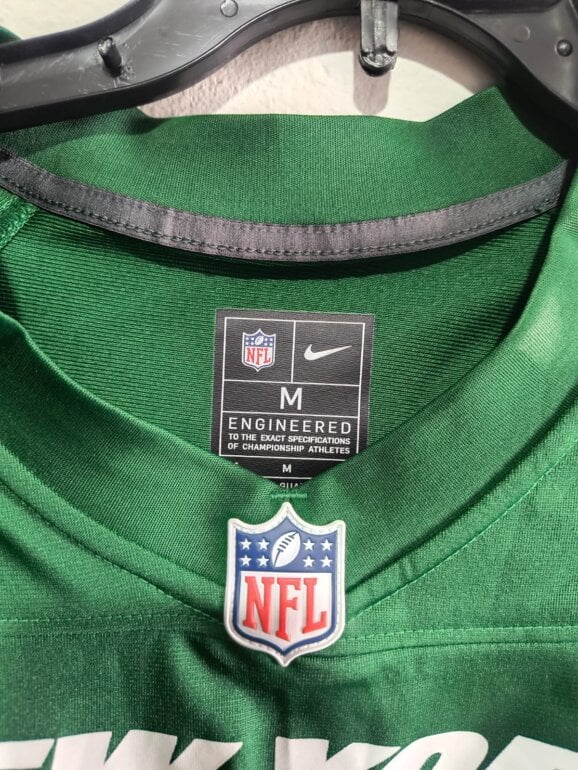 NFL
M
ENGINEERED
TO THE EXACT SPECIFICATIONS
OF CHAMPIONSHIP ATHLETES
M
NFL